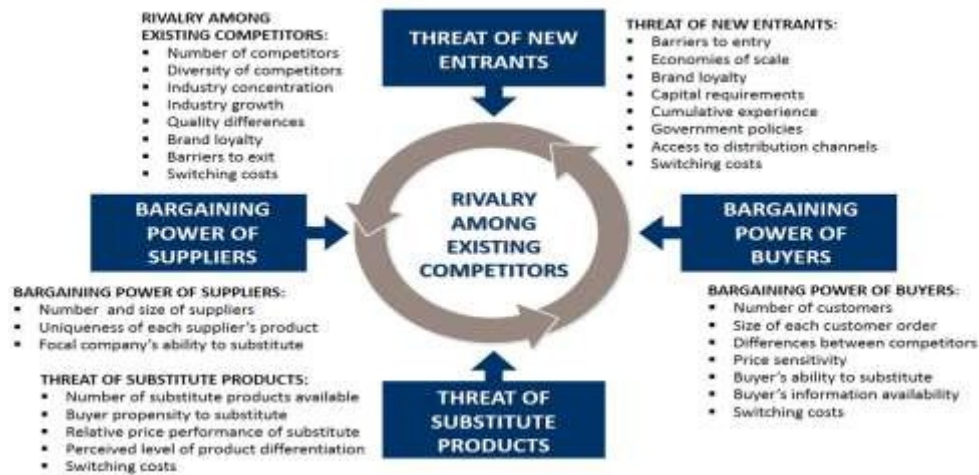 RIVALRY AMONG
EXISTING COMPETITORS:
▪ Number of competitors
▪ Diversity of competitors
▪ Industry concentration
▪ Industry growth
▪ Quality differences
▪ Brand loyalty
▪ Barriers to exit
▪ Switching costs
THREAT OF NEW
ENTRANTS
THREAT OF NEW ENTRANTS:
▪ Barriers to entry
▪ Economies of scale
▪ Brand loyalty
▪ Capital requirements
▪ Cumulative experience
▪ Government policies
▪ Access to distribution channels
▪ Switching costs
BARGAINING
POWER OF
SUPPLIERS
RIVALRY
AMONG
EXISTING
COMPETITORS
BARGAINING
POWER OF
BUYERS
BARGAINING POWER OF SUPPLIERS:
▪ Number and size of suppliers
▪ Uniqueness of each supplier's product
▪ Focal company's ability to substitute
BARGAINING POWER OF BUYERS:
▪ Number of customers
▪ Size of each customer order
▪ Differences between competitors
▪ Price sensitivity
▪ Buyer's ability to substitute
▪ Buyer's information availability
▪ Switching costs
THREAT OF SUBSTITUTE PRODUCTS:
▪ Number of substitute products available
▪ Buyer propensity to substitute
▪ Relative price performance of substitute
▪ Perceived level of product differentiation
▪ Switching costs
THREAT OF
SUBSTITUTE
PRODUCTS